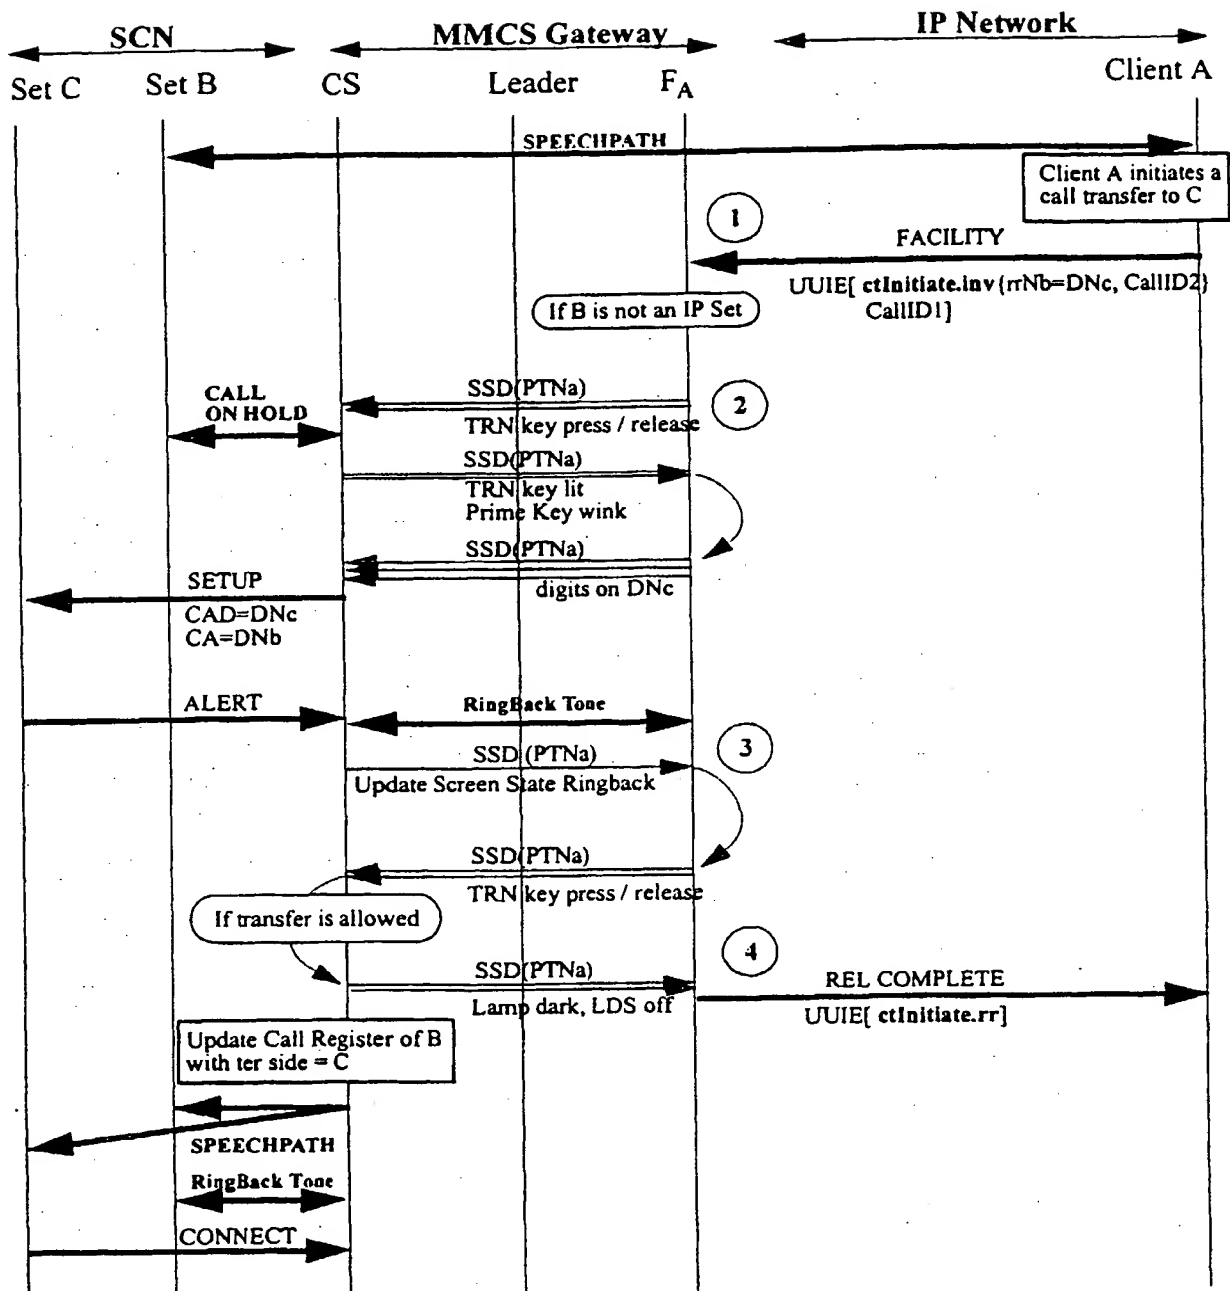 SCN
MMCS Gateway
IP Network
Set C
Set B
CS
Leader
FA
Client A
SPEECHPATH
Client A initiates a
call transfer to C
1
FACILITY
UUIE[ ctInitiate.inv{rrNb=DNc, CallID2}
CallID1]
If B is not an IP Set
SSD(PTNa)
2
CALL
ON HOLD
TRN key press / release
SSD(PTNa)
TRN key lit
Prime Key wink
SSD(PTNa)
digits on DNc
SETUP
CAD=DNc
CA=DNb
ALERT
RingBack Tone
3
SSD (PTNa)
Update Screen State Ringback
SSD(PTNa)
TRN key press / release
If transfer is allowed
4
SSD(PTNa)
Lamp dark, LDS off
REL COMPLETE
UUIE[ ctInitiate.rr]
Update Call Register of B
with ter side = C
SPEECHPATH
RingBack Tone
CONNECT